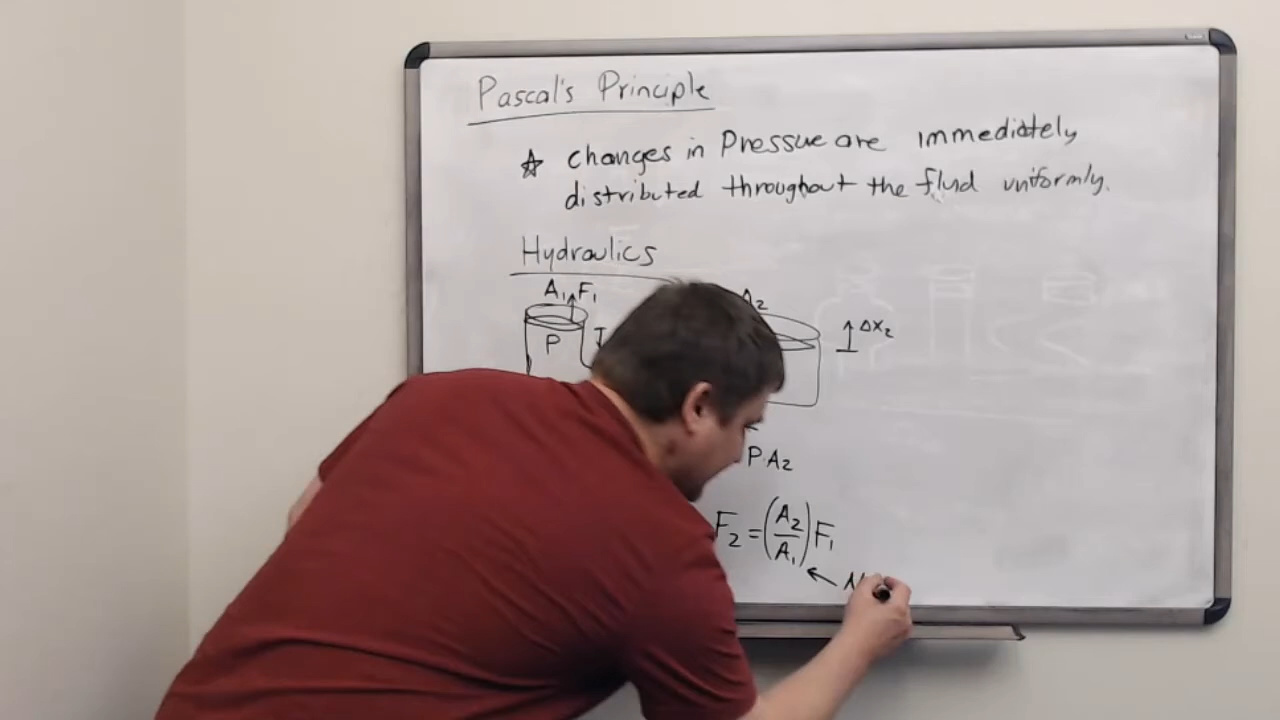 Pascal's Principle
☆ Changes in Pressue are immediately
distributed throughout the fluid uniformly.
Hydraulics
A₁ F₁
A₂
P
Δx₂
P A₂
F₂ = (A₂/A₁) F₁